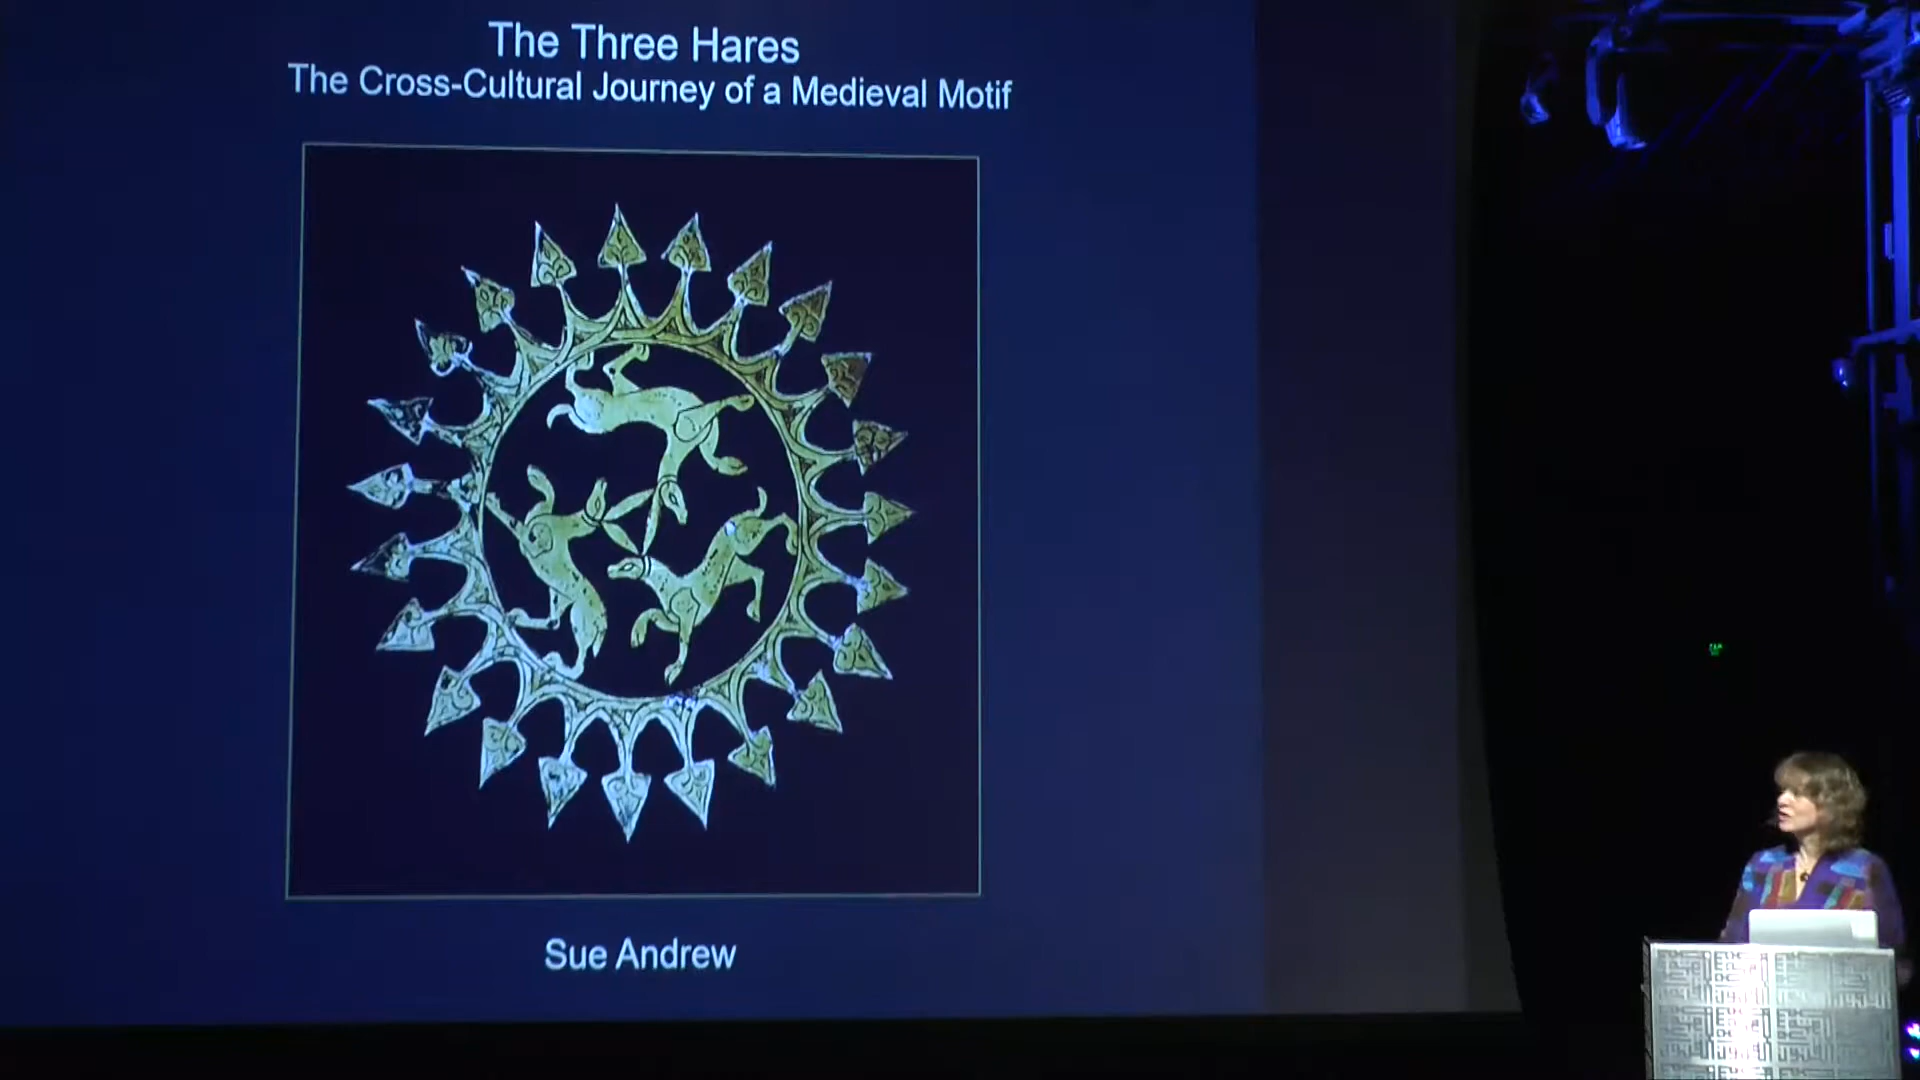 The Three Hares
The Cross-Cultural Journey of a Medieval Motif
Sue Andrew